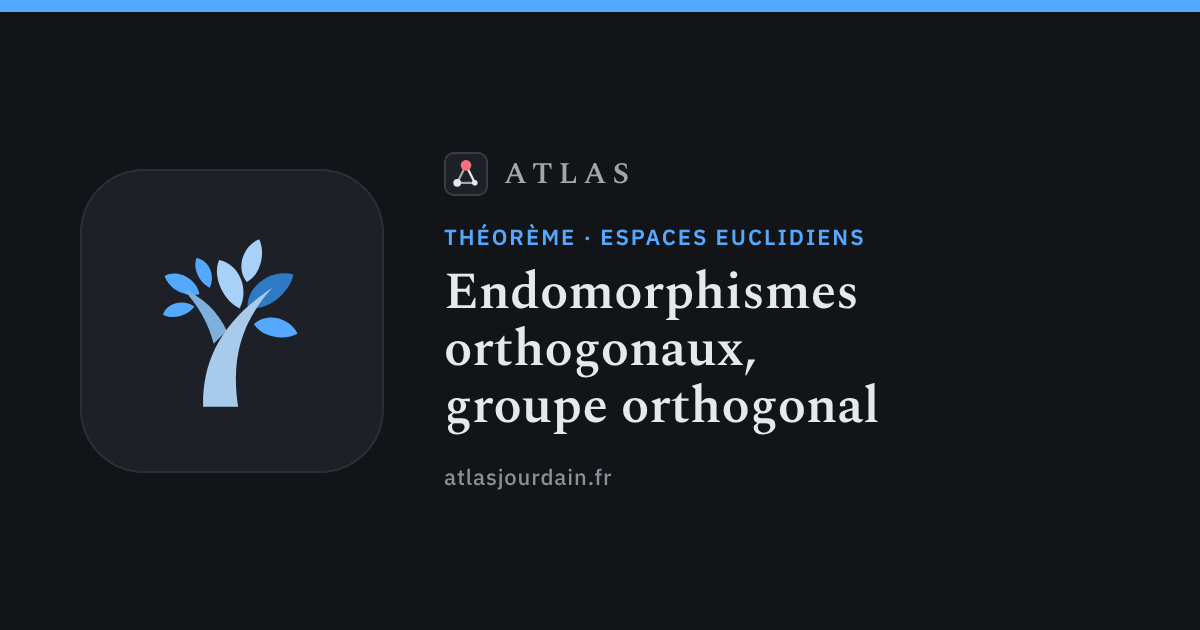 ATLAS
THÉORÈME · ESPACES EUCLIDIENS
Endomorphismes
orthogonaux,
groupe orthogonal
atlasjourdain.fr